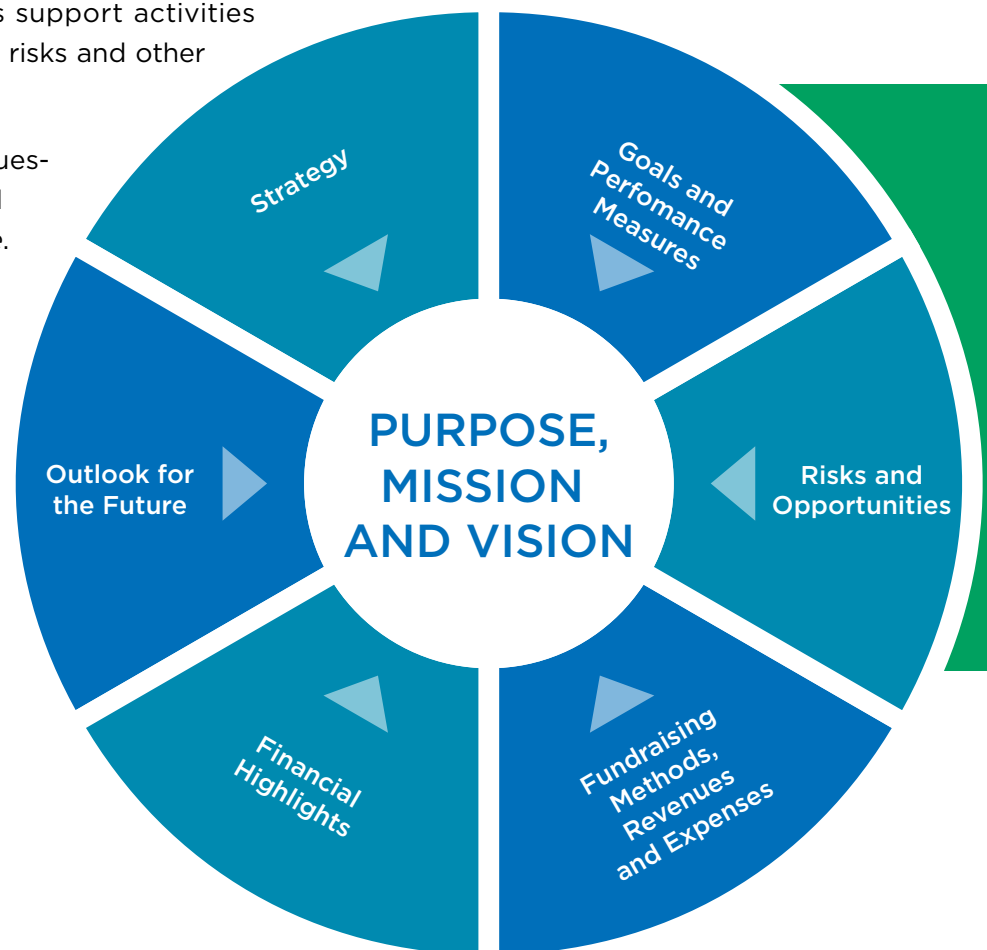 s support activities
risks and other
ues-
.
Strategy
Goals and
Perfomance
Measures
Outlook for
the Future
PURPOSE,
MISSION
AND VISION
Risks and
Opportunities
Financial
Highlights
Fundraising
Methods,
Revenues
and Expenses